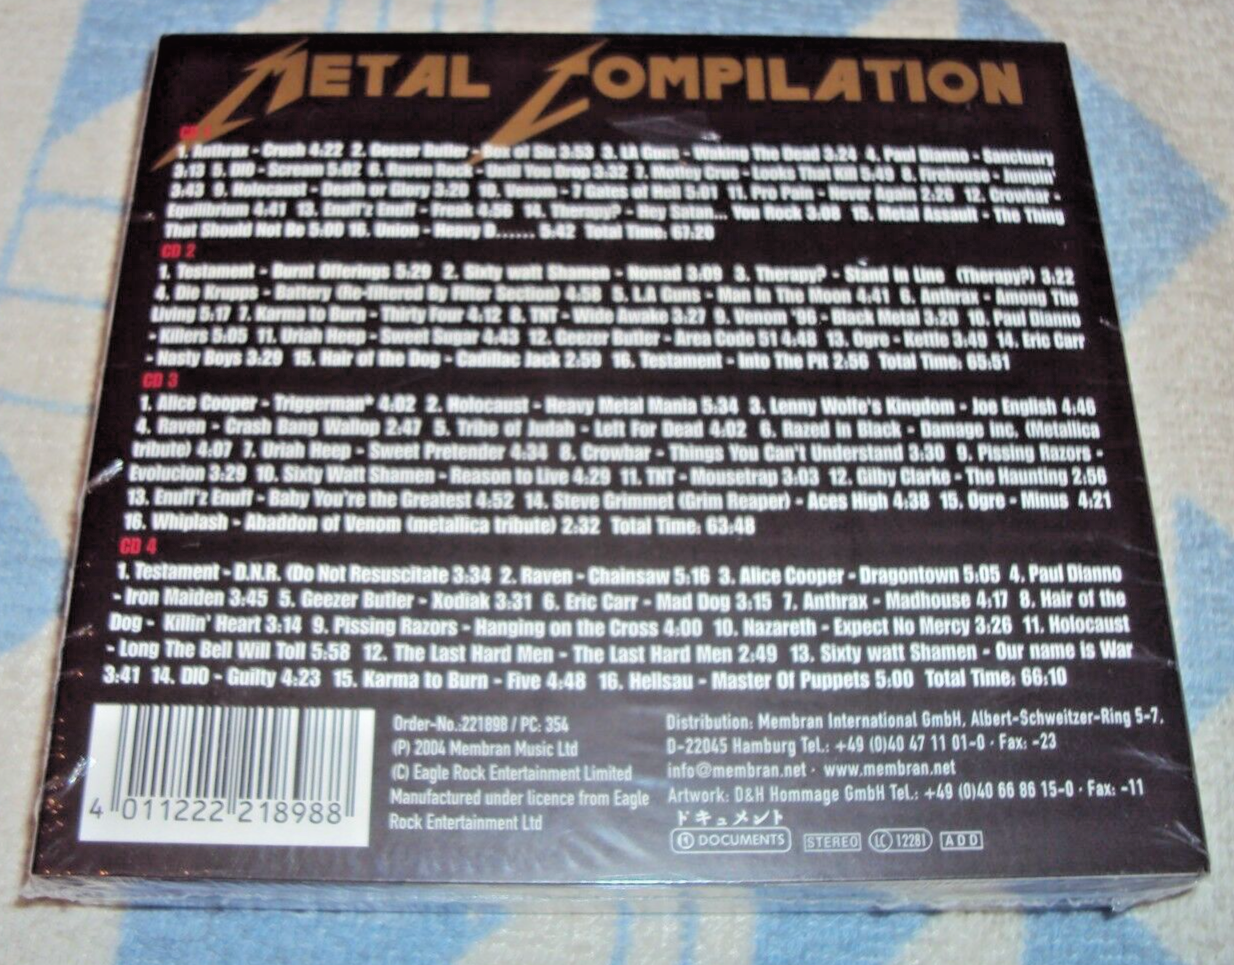 METAL COMPILATION
CD 1
1. Anthrax - Crush 4:22 2. Geezer Butler - Box of Six 3:53 3. LA Guns - Waking The Dead 3:24 4. Paul Dianno - Sanctuary
3:13 5. DIO - Scream 5:02 6. Raven Rock - Until You Drop 3:32 7. Motley Crue - Looks That Kill 5:49 8. Firehouse - Jumpin'
3:43 9. Holocaust - Death or Glory 3:20 10. Venom - 7 Gates of Hell 5:01 11. Pro Pain - Never Again 2:26 12. Crowbar -
Equilibrium 4:41 13. Enuff'z Enuff - Freak 4:56 14. Therapy? - Hey Satan... You Rock 3:08 15. Metal Assault - The Thing
That Should Not Be 5:00 16. Union - Heavy D...... 5:42 Total Time: 67:20
CD 2
1. Testament - Burnt Offerings 5:29 2. Sixty watt Shamen - Nomad 3:09 3. Therapy? - Stand in Line (Therapy?) 3:22
4. Die Krups - Battery (Re-filtered By Filter Section) 4:58 5. L.A Guns - Man In The Moon 4:41 6. Anthrax - Among The
Living 5:17 7. Karma to Burn - Thirty Four 4:12 8. TNT - Wide Awake 3:27 9. Venom '96 - Black Metal 3:20 10. Paul Dianno
- Killers 5:05 11. Uriah Heep - Sweet Sugar 4:43 12. Geezer Butler - Area Code 51 4:48 13. Ogre - Kettle 3:49 14. Eric Carr
- Nasty Boys 3:29 15. Hair of the Dog - Cadillac Jack 2:59 16. Testament - Into The Pit 2:56 Total Time: 65:51
CD 3
1. Alice Cooper - Triggerman* 4:02 2. Holocaust - Heavy Metal Mania 5:34 3. Lenny Wolfe's Kingdom - Joe English 4:46
4. Raven - Crash Bang Wallop 2:47 5. Tribe of Judah - Left For Dead 4:02 6. Razed in Black - Damage Inc. (Metallica
tribute) 4:07 7. Uriah Heep - Sweet Pretender 4:34 8. Crowbar - Things You Can't Understand 3:30 9. Pissing Razors -
Evolucion 3:29 10. Sixty Watt Shamen - Reason to Live 4:29 11. TNT - Mousetrap 3:03 12. Gilby Clarke - The Haunting 2:56
13. Enuff'z Enuff - Baby You're the Greatest 4:52 14. Steve Grimmet (Grim Reaper) - Aces High 4:38 15. Ogre - Minus 4:21
16. Whiplash - Abaddon of Venom (metallica tribute) 2:32 Total Time: 63:48
CD 4
1. Testament - D.N.R. (Do Not Resuscitate 3:34 2. Raven - Chainsaw 5:16 3. Alice Cooper - Dragontown 5:05 4. Paul Dianno
- Iron Maiden 3:45 5. Geezer Butler - Xodiak 3:31 6. Eric Carr - Mad Dog 3:15 7. Anthrax - Madhouse 4:17 8. Hair of the
Dog - Killin' Heart 3:14 9. Pissing Razors - Hanging on the Cross 4:00 10. Nazareth - Expect No Mercy 3:26 11. Holocaust
- Long The Bell Will Toll 5:58 12. The Last Hard Men - The Last Hard Men 2:49 13. Sixty watt Shamen - Our name is War
3:41 14. DIO - Guilty 4:23 15. Karma to Burn - Five 4:48 16. Hellsau - Master Of Puppets 5:00 Total Time: 66:10
4 011222 218988
Order-No.:221898 / PC: 354
(P) 2004 Membran Music Ltd
(C) Eagle Rock Entertainment Limited
Manufactured under licence from Eagle
Rock Entertainment Ltd
Distribution: Membran International GmbH, Albert-Schweitzer-Ring 5-7,
D-22045 Hamburg Tel.: +49 (0)40 47 11 01-0 · Fax: -23
info@membran.net · www.membran.net
Artwork: D&H Hommage GmbH Tel.: +49 (0)40 66 86 15-0 · Fax: -11
ドキュメント
DOCUMENTS STEREO LC 12281 ADD